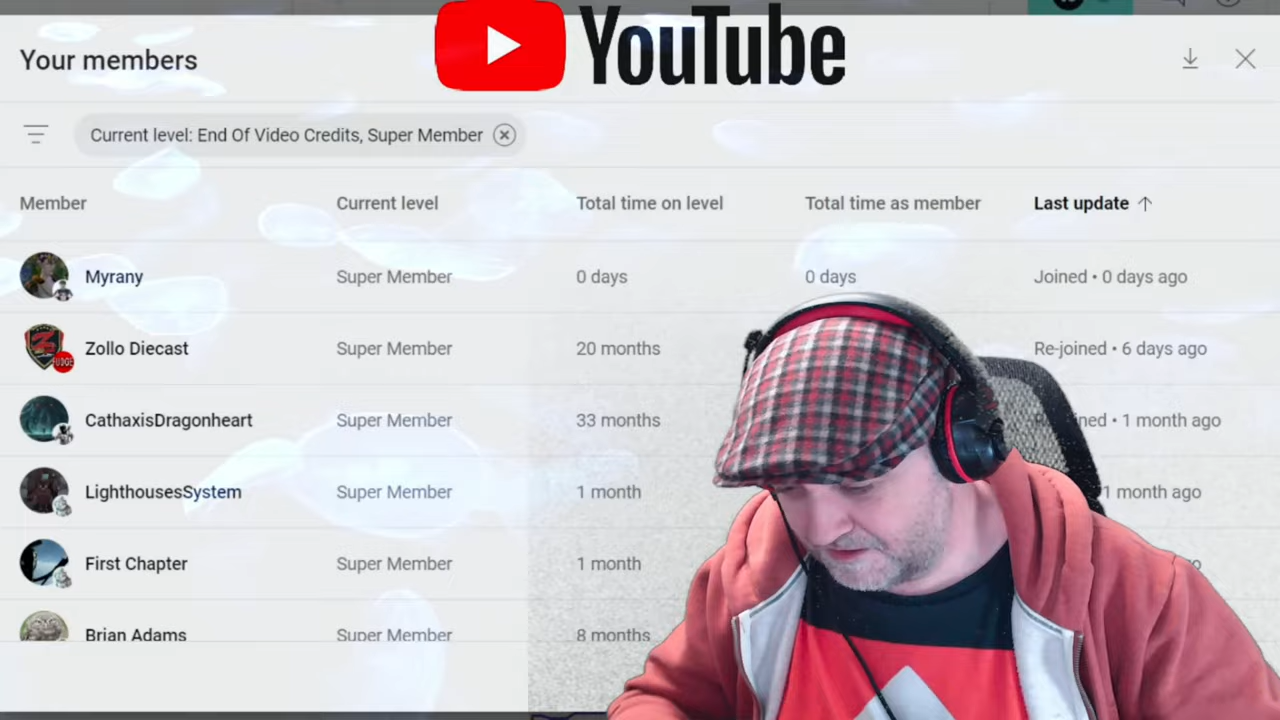 YouTube
Your members
Current level: End Of Video Credits, Super Member
Member Current level Total time on level Total time as member Last update
Myrany Super Member 0 days 0 days Joined • 0 days ago
Zollo Diecast Super Member 20 months Re-joined • 6 days ago
FUDGE
CathaxisDragonheart Super Member 33 months ned • 1 month ago
LighthousesSystem Super Member 1 month 1 month ago
First Chapter Super Member 1 month
Brian Adams Super Member 8 months